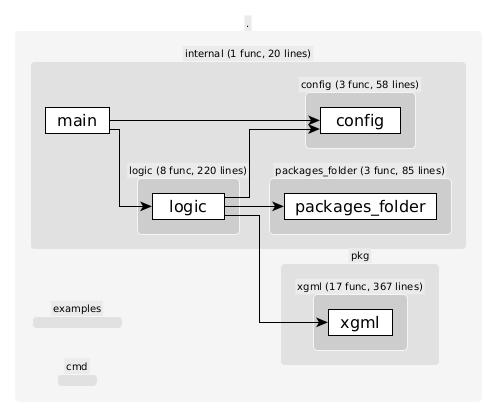 .
internal (1 func, 20 lines)
config (3 func, 58 lines)
main
config
logic (8 func, 220 lines)
packages_folder (3 func, 85 lines)
logic
packages_folder
pkg
xgml (17 func, 367 lines)
examples
xgml
cmd